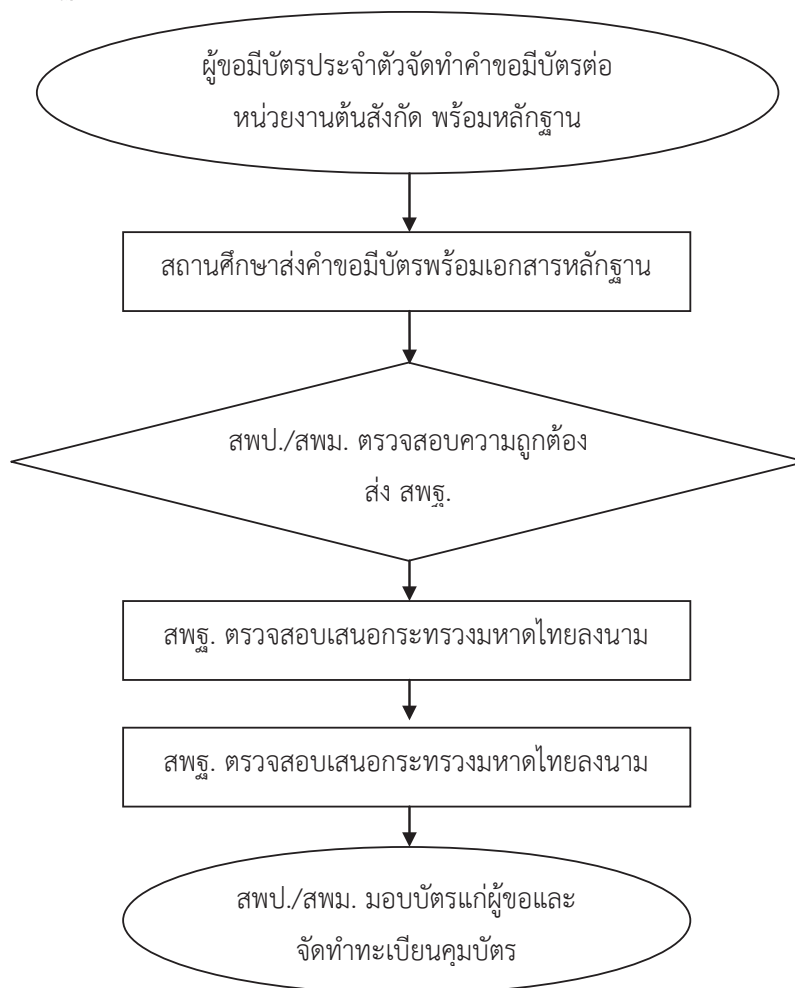 ผู้ขอมีบัตรประจำตัวจัดทำคำขอมีบัตรต่อ
หน่วยงานต้นสังกัด พร้อมหลักฐาน
สถานศึกษาส่งคำขอมีบัตรพร้อมเอกสารหลักฐาน
สพป./สพม. ตรวจสอบความถูกต้อง
ส่ง สพฐ.
สพฐ. ตรวจสอบเสนอกระทรวงมหาดไทยลงนาม
สพฐ. ตรวจสอบเสนอกระทรวงมหาดไทยลงนาม
สพป./สพม. มอบบัตรแก่ผู้ขอและ
จัดทำทะเบียนคุมบัตร